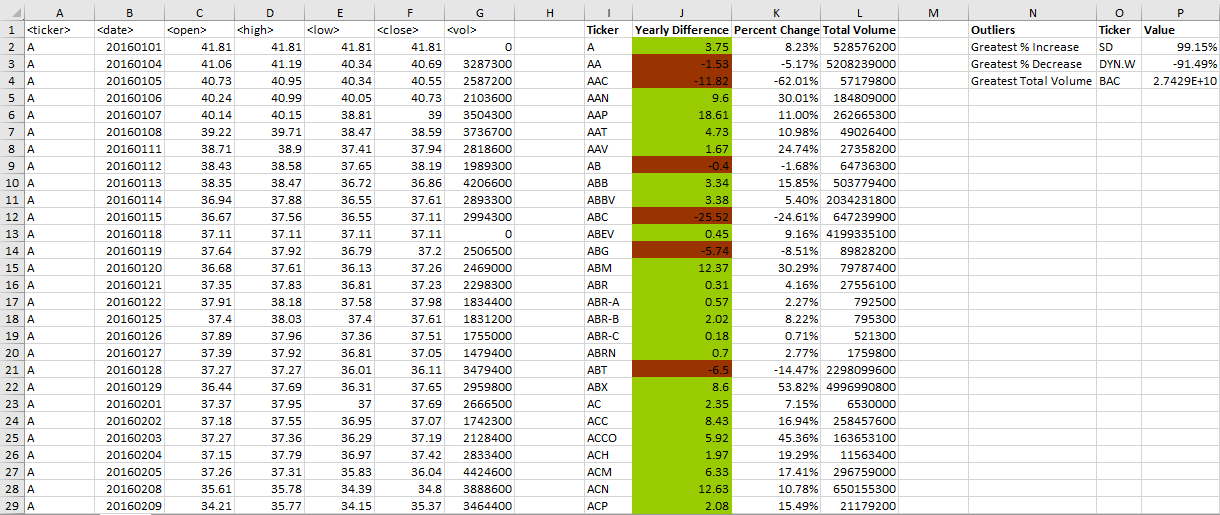 A B C D E F G H I J K L M N O P
1 <ticker> <date> <open> <high> <low> <close> <vol> Ticker Yearly Difference Percent Change Total Volume Outliers Ticker Value
2 A 20160101 41.81 41.81 41.81 41.81 0 A 3.75 8.23% 528576200 Greatest % Increase SD 99.15%
3 A 20160104 41.06 41.19 40.34 40.69 3287300 AA -1.53 -5.17% 5208239000 Greatest % Decrease DYN.W -91.49%
4 A 20160105 40.73 40.95 40.34 40.55 2587200 AAC -11.82 -62.01% 57179800 Greatest Total Volume BAC 2.7429E+10
5 A 20160106 40.24 40.99 40.05 40.73 2103600 AAN 9.6 30.01% 184809000
6 A 20160107 40.14 40.15 38.81 39 3504300 AAP 18.61 11.00% 262665300
7 A 20160108 39.22 39.71 38.47 38.59 3736700 AAT 4.73 10.98% 49026400
8 A 20160111 38.71 38.9 37.41 37.94 2818600 AAV 1.67 24.74% 27358200
9 A 20160112 38.43 38.58 37.65 38.19 1989300 AB -0.4 -1.68% 64736300
10 A 20160113 38.35 38.47 36.72 36.86 4206600 ABB 3.34 15.85% 503779400
11 A 20160114 36.94 37.88 36.55 37.61 2893300 ABBV 3.38 5.40% 2034231800
12 A 20160115 36.67 37.56 36.55 37.11 2994300 ABC -25.52 -24.61% 647239900
13 A 20160118 37.11 37.11 37.11 37.11 0 ABEV 0.45 9.16% 4199335100
14 A 20160119 37.64 37.92 36.79 37.2 2506500 ABG -5.74 -8.51% 89828200
15 A 20160120 36.68 37.61 36.13 37.26 2469000 ABM 12.37 30.29% 79787400
16 A 20160121 37.35 37.83 36.81 37.23 2298300 ABR 0.31 4.16% 27556100
17 A 20160122 37.91 38.18 37.58 37.98 1834400 ABR-A 0.57 2.27% 792500
18 A 20160125 37.4 38.03 37.4 37.61 1831200 ABR-B 2.02 8.22% 795300
19 A 20160126 37.89 37.96 37.36 37.51 1755000 ABR-C 0.18 0.71% 521300
20 A 20160127 37.39 37.92 36.81 37.05 1479400 ABRN 0.7 2.77% 1759800
21 A 20160128 37.27 37.27 36.01 36.11 3479400 ABT -6.5 -14.47% 2298099600
22 A 20160129 36.44 37.69 36.31 37.65 2959800 ABX 8.6 53.82% 4996990800
23 A 20160201 37.37 37.95 37 37.69 2666500 AC 2.35 7.15% 6530000
24 A 20160202 37.18 37.55 36.95 37.07 1742300 ACC 8.43 16.94% 258457600
25 A 20160203 37.27 37.36 36.29 37.19 2128400 ACCO 5.92 45.36% 163653100
26 A 20160204 37.15 37.79 36.97 37.42 2833400 ACH 1.97 19.29% 11563400
27 A 20160205 37.26 37.31 35.83 36.04 4424600 ACM 6.33 17.41% 296759000
28 A 20160208 35.61 35.78 34.39 34.8 3888600 ACN 12.63 10.78% 650155300
29 A 20160209 34.21 35.77 34.15 35.37 3464400 ACP 2.08 15.49% 21179200